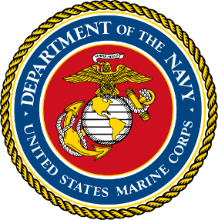 DEPARTMENT OF THE NAVY
UNITED STATES MARINE CORPS